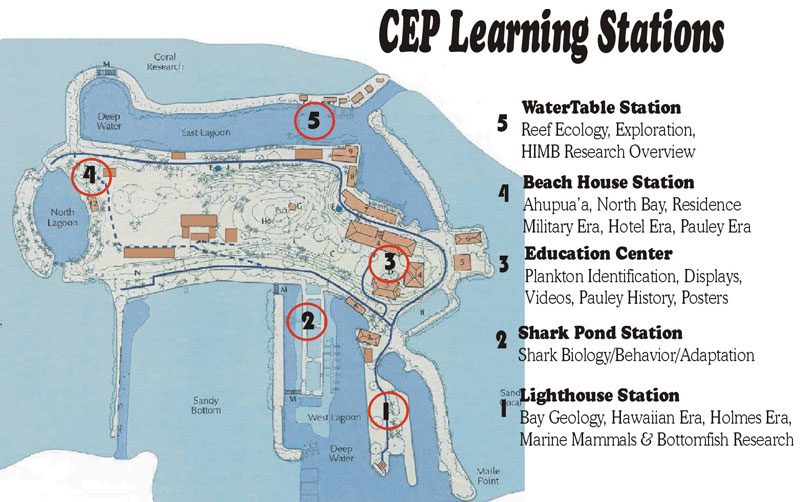 CEP Learning Stations
5 WaterTable Station
Reef Ecology, Exploration,
HIMB Research Overview
4 Beach House Station
Ahupua'a, North Bay, Residence
Military Era, Hotel Era, Pauley Era
3 Education Center
Plankton Identification, Displays,
Videos, Pauley History, Posters
2 Shark Pond Station
Shark Biology/Behavior/Adaptation
1 Lighthouse Station
Bay Geology, Hawaiian Era, Holmes Era,
Marine Mammals & Bottomfish Research
Coral
Research
M
Deep
Water
East Lagoon
5
4
North
Lagoon
3
M
2
Sandy
Bottom
M
West Lagoon
1
Deep
Water
Sand
Maile
Point